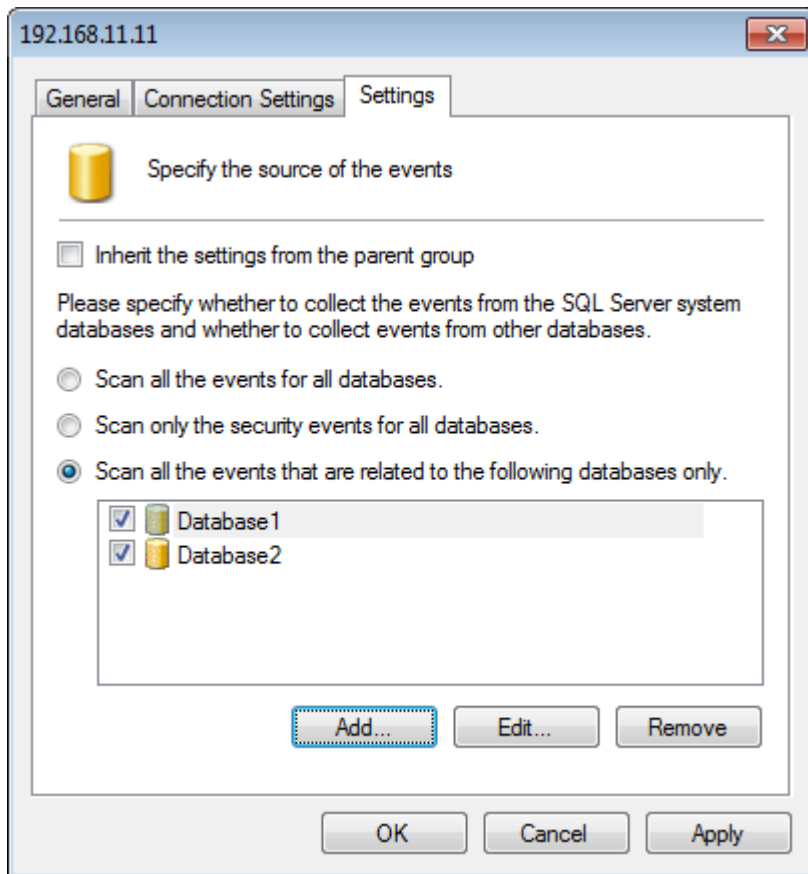 192.168.11.11
General Connection Settings Settings
Specify the source of the events
Inherit the settings from the parent group
Please specify whether to collect the events from the SQL Server system
databases and whether to collect events from other databases.
Scan all the events for all databases.
Scan only the security events for all databases.
Scan all the events that are related to the following databases only.
Database1
Database2
Add... Edit... Remove
OK Cancel Apply